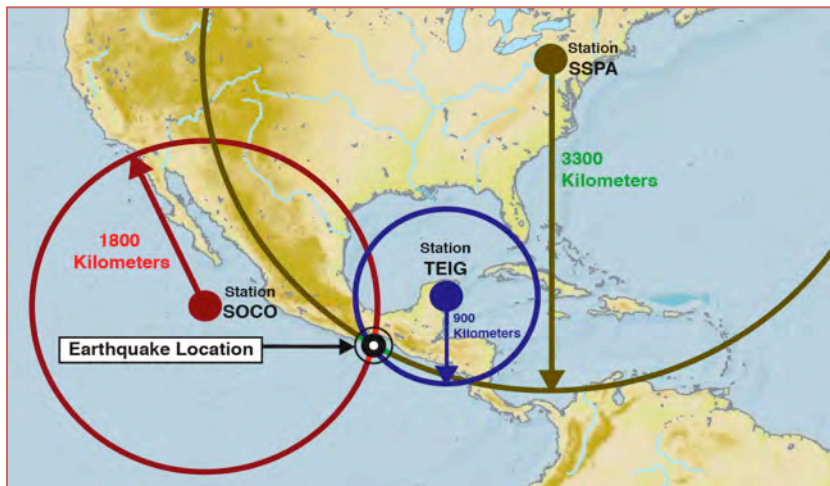 Station
SSPA
3300
Kilometers
1800
Kilometers
Station
TEIG
Station
SOCO
900
Kilometers
Earthquake Location